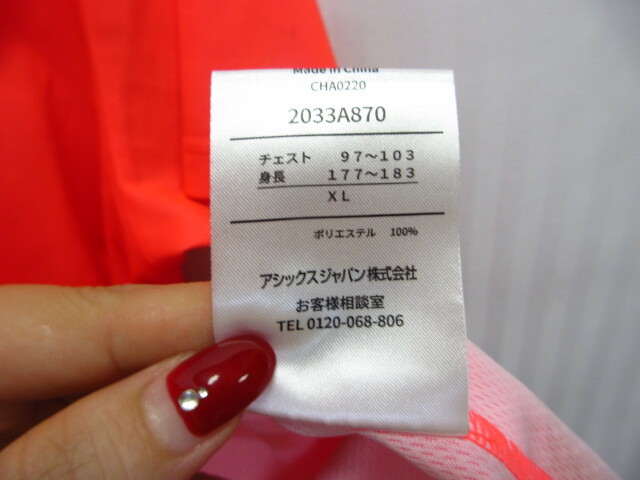 Made in China
CHA0220
2033A870
チェスト 97～103
身長 177～183
XL
ポリエステル 100%
アシックスジャパン株式会社
お客様相談室
TEL 0120-068-806